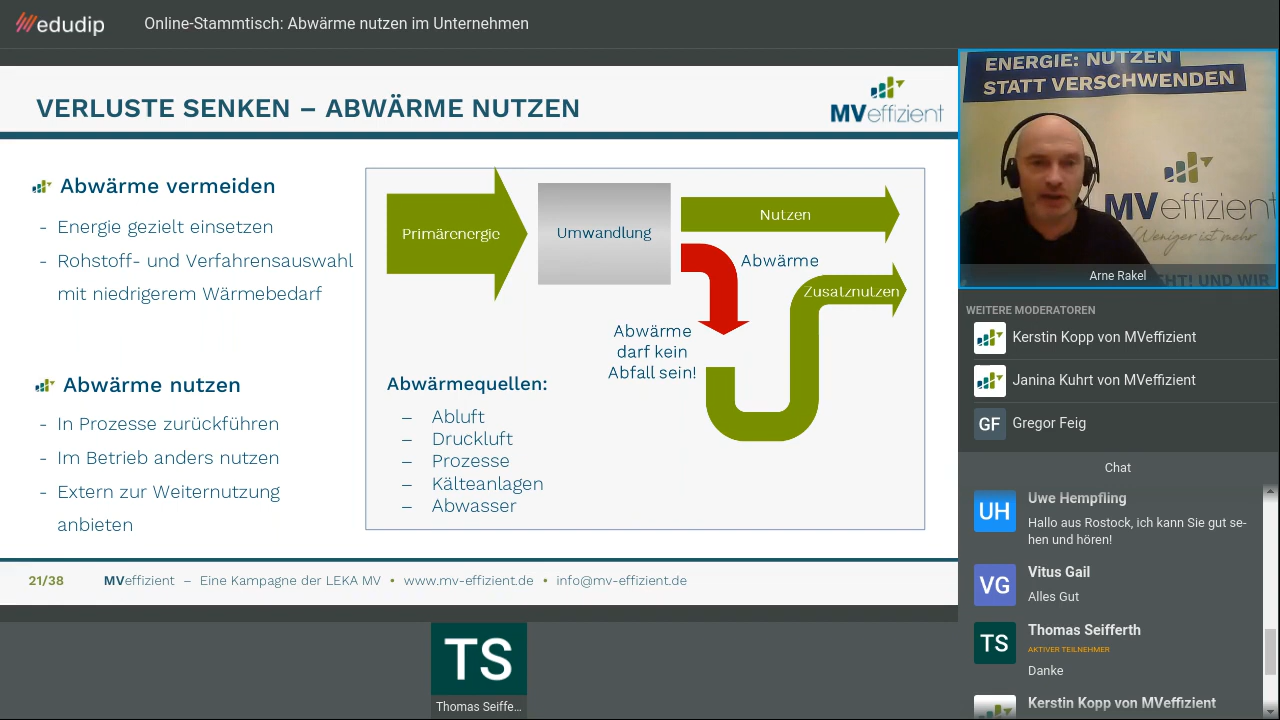 edudip
Online-Stammtisch: Abwärme nutzen im Unternehmen
VERLUSTE SENKEN – ABWÄRME NUTZEN
MVeffizient
Abwärme vermeiden
- Energie gezielt einsetzen
- Rohstoff- und Verfahrensauswahl
mit niedrigerem Wärmebedarf
Abwärme nutzen
- In Prozesse zurückführen
- Im Betrieb anders nutzen
- Extern zur Weiternutzung
anbieten
Primärenergie
Umwandlung
Nutzen
Abwärme
Zusatznutzen
Abwärme
darf kein
Abfall sein!
Abwärmequellen:
– Abluft
– Druckluft
– Prozesse
– Kälteanlagen
– Abwasser
21/38
MVeffizient – Eine Kampagne der LEKA MV • www.mv-effizient.de • info@mv-effizient.de
TS
Thomas Seiffe...
ENERGIE: NUTZEN
STATT VERSCHWENDEN
MVeffizient
Weniger ist mehr
GEHT! UND WIR
Arne Rakel
WEITERE MODERATOREN
Kerstin Kopp von MVeffizient
Janina Kuhrt von MVeffizient
GF
Gregor Feig
Chat
UH
Uwe Hempfling
Hallo aus Rostock, ich kann Sie gut se-
hen und hören!
VG
Vitus Gail
Alles Gut
TS
Thomas Seifferth
AKTIVER TEILNEHMER
Danke
Kerstin Kopp von MVeffizient